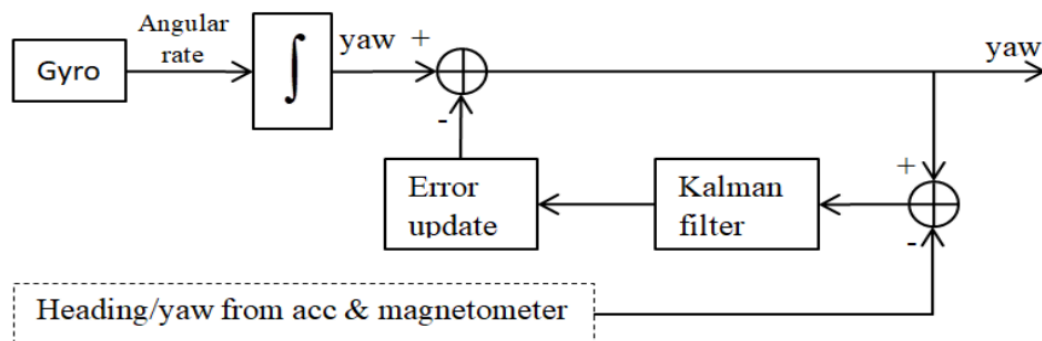 Angular
rate
Gyro
∫
yaw +
yaw
-
Error
update
Kalman
filter
+
-
Heading/yaw from acc & magnetometer